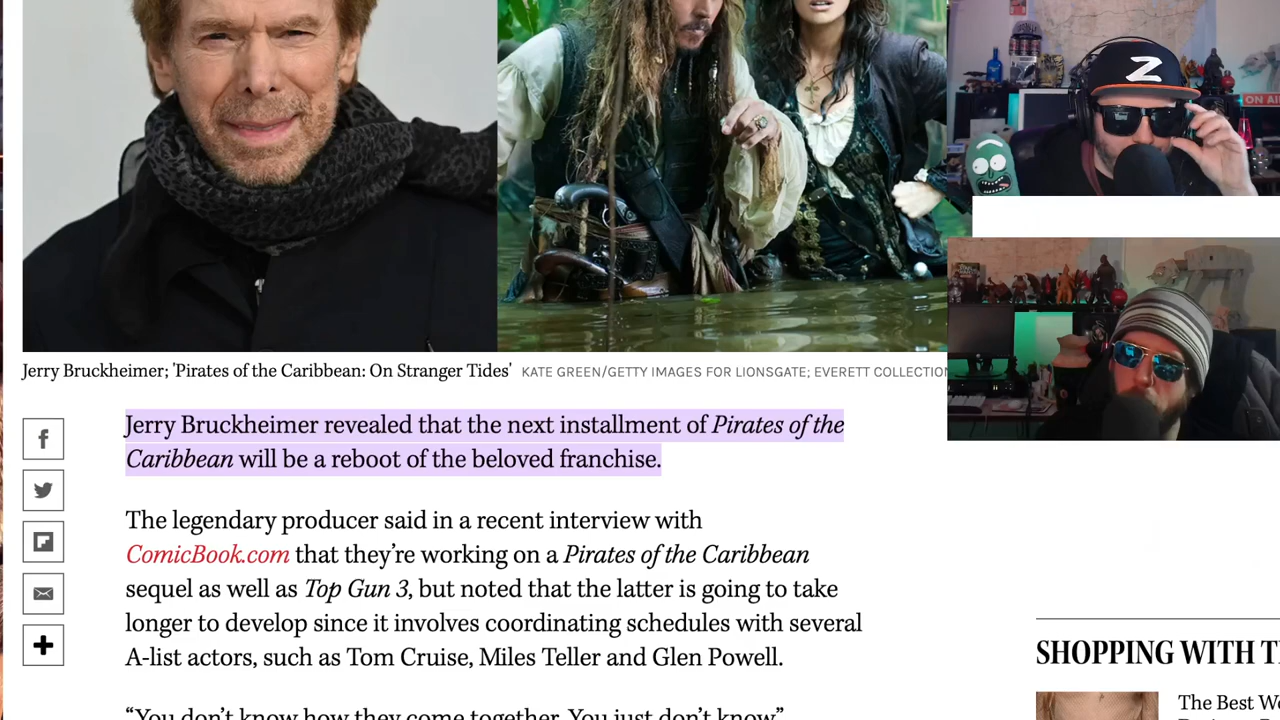 Z
ON AI
Jerry Bruckheimer; 'Pirates of the Caribbean: On Stranger Tides' KATE GREEN/GETTY IMAGES FOR LIONSGATE; EVERETT COLLECTION
Jerry Bruckheimer revealed that the next installment of Pirates of the
Caribbean will be a reboot of the beloved franchise.
The legendary producer said in a recent interview with
ComicBook.com that they’re working on a Pirates of the Caribbean
sequel as well as Top Gun 3, but noted that the latter is going to take
longer to develop since it involves coordinating schedules with several
A-list actors, such as Tom Cruise, Miles Teller and Glen Powell.
“You don’t know how they come together. You just don’t know”
SHOPPING WITH T
The Best W